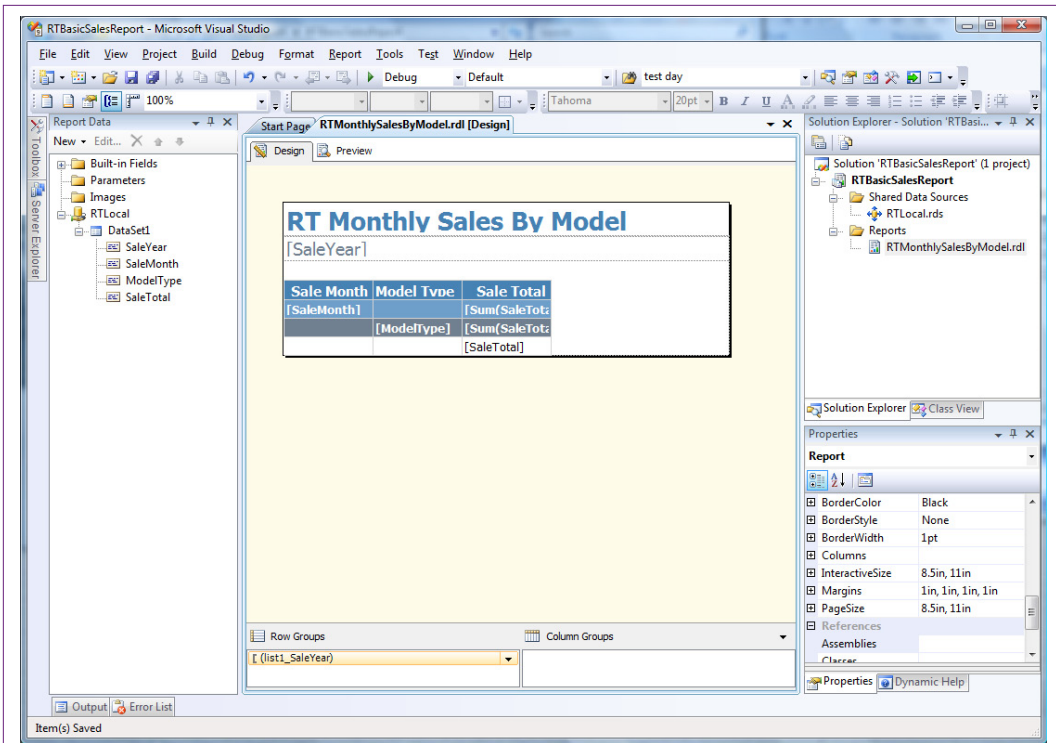 RTBasicSalesReport - Microsoft Visual Studio
File Edit View Project Build Debug Format Report Tools Test Window Help
Debug Default test day
100% Tahoma 20pt B I U A
Toolbox
Server Explorer
Report Data
New Edit...
Built-in Fields
Parameters
Images
RTLocal
DataSet1
SaleYear
SaleMonth
ModelType
SaleTotal
Start Page RTMonthlySalesByModel.rdl [Design]
Design Preview
RT Monthly Sales By Model
[SaleYear]
Sale Month Model Type Sale Total
[SaleMonth] [Sum(SaleTota
[ModelType] [Sum(SaleTota
[SaleTotal]
Row Groups Column Groups
(list1_SaleYear)
Solution Explorer - Solution 'RTBasi...
Solution 'RTBasicSalesReport' (1 project)
RTBasicSalesReport
Shared Data Sources
RTLocal.rds
Reports
RTMonthlySalesByModel.rdl
Solution Explorer Class View
Properties
Report
BorderColor Black
BorderStyle None
BorderWidth 1pt
Columns
InteractiveSize 8.5in, 11in
Margins 1in, 1in, 1in, 1in
PageSize 8.5in, 11in
References
Assemblies
Classes
Properties Dynamic Help
Output Error List
Item(s) Saved